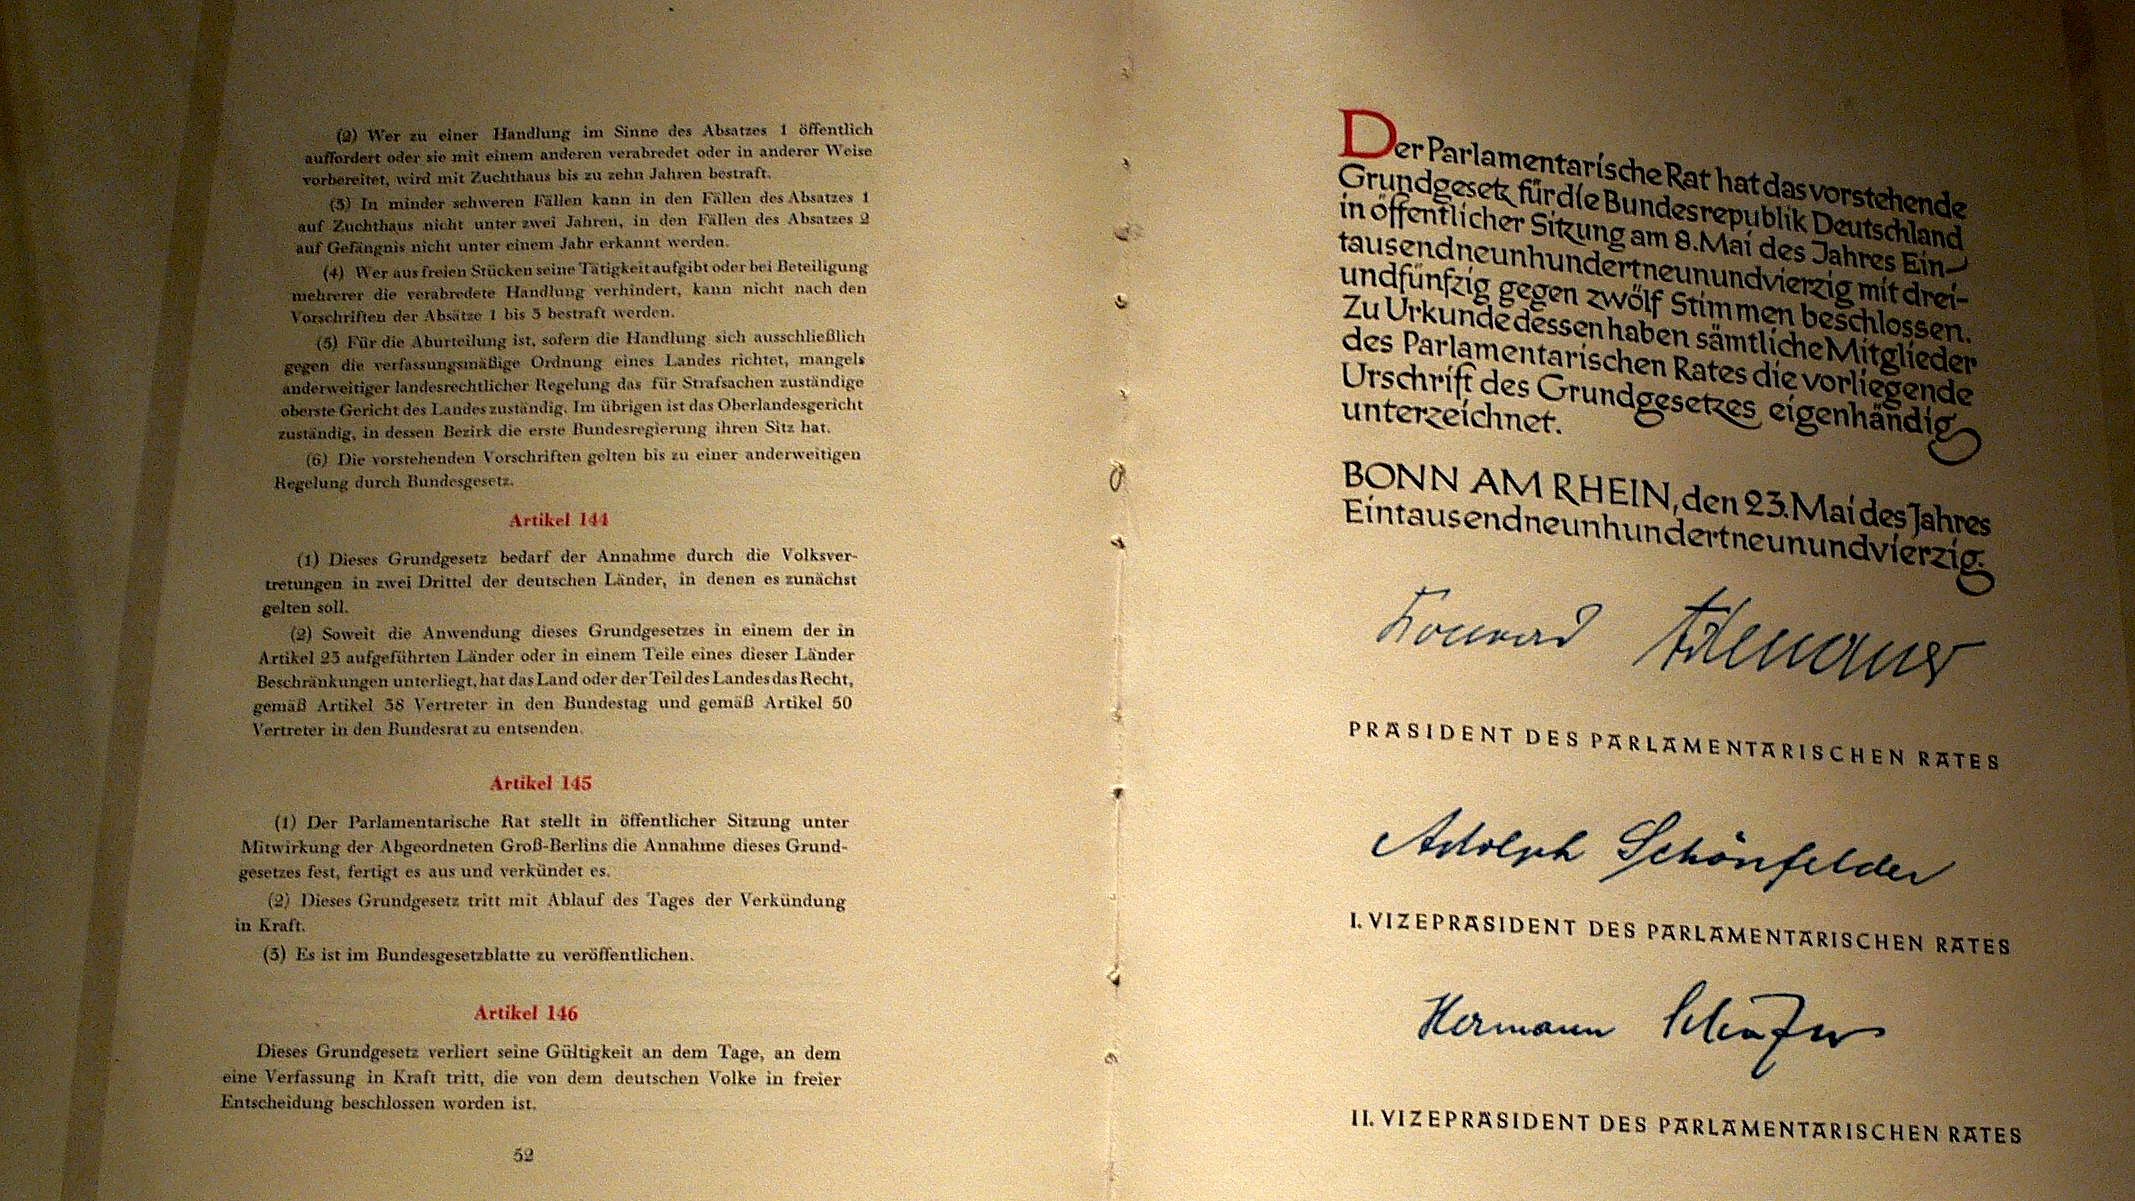 (2) Wer zu einer Handlung im Sinne des Absatzes 1 öffentlich
auffordert oder sie mit einem anderen verabredet oder in anderer Weise
vorbereitet, wird mit Zuchthaus bis zu zehn Jahren bestraft.
(3) In minder schweren Fällen kann in den Fällen des Absatzes 1
auf Zuchthaus nicht unter zwei Jahren, in den Fällen des Absatzes 2
auf Gefängnis nicht unter einem Jahr erkannt werden.
(4) Wer aus freien Stücken seine Tätigkeit aufgibt oder bei Beteiligung
mehrerer die verabredete Handlung verhindert, kann nicht nach den
Vorschriften der Absätze 1 bis 3 bestraft werden.
(5) Für die Aburteilung ist, sofern die Handlung sich ausschließlich
gegen die verfassungsmäßige Ordnung eines Landes richtet, mangels
anderweitiger landesrechtlicher Regelung das für Strafsachen zuständige
oberste Gericht des Landes zuständig. Im übrigen ist das Oberlandesgericht
zuständig, in dessen Bezirk die erste Bundesregierung ihren Sitz hat.
(6) Die vorstehenden Vorschriften gelten bis zu einer anderweitigen
Regelung durch Bundesgesetz.
Artikel 144
(1) Dieses Grundgesetz bedarf der Annahme durch die Volksver-
tretungen in zwei Drittel der deutschen Länder, in denen es zunächst
gelten soll.
(2) Soweit die Anwendung dieses Grundgesetzes in einem der in
Artikel 23 aufgeführten Länder oder in einem Teile eines dieser Länder
Beschränkungen unterliegt, hat das Land oder der Teil des Landes das Recht,
gemäß Artikel 38 Vertreter in den Bundestag und gemäß Artikel 50
Vertreter in den Bundesrat zu entsenden.
Artikel 145
(1) Der Parlamentarische Rat stellt in öffentlicher Sitzung unter
Mitwirkung der Abgeordneten Groß-Berlins die Annahme dieses Grund-
gesetzes fest, fertigt es aus und verkündet es.
(2) Dieses Grundgesetz tritt mit Ablauf des Tages der Verkündung
in Kraft.
(3) Es ist im Bundesgesetzblatte zu veröffentlichen.
Artikel 146
Dieses Grundgesetz verliert seine Gültigkeit an dem Tage, an dem
eine Verfassung in Kraft tritt, die von dem deutschen Volke in freier
Entscheidung beschlossen worden ist.
52
Der Parlamentarische Rat hat das vorstehende
Grundgesetz für die Bundesrepublik Deutschland
in öffentlicher Sitzung am 8. Mai des Jahres Ein-
tausendneunhundertneunundvierzig mit drei-
undfünfzig gegen zwölf Stimmen beschlossen.
Zu Urkunde dessen haben sämtliche Mitglieder
des Parlamentarischen Rates die vorliegende
Urschrift des Grundgesetzes eigenhändig
unterzeichnet.
BONN AM RHEIN, den 23. Mai des Jahres
Eintausendneunhundertneunundvierzig.
Konrad Adenauer
PRÄSIDENT DES PARLAMENTARISCHEN RATES
Adolph Schönfelder
I. VIZEPRÄSIDENT DES PARLAMENTARISCHEN RATES
Hermann Schäfer
II. VIZEPRÄSIDENT DES PARLAMENTARISCHEN RATES